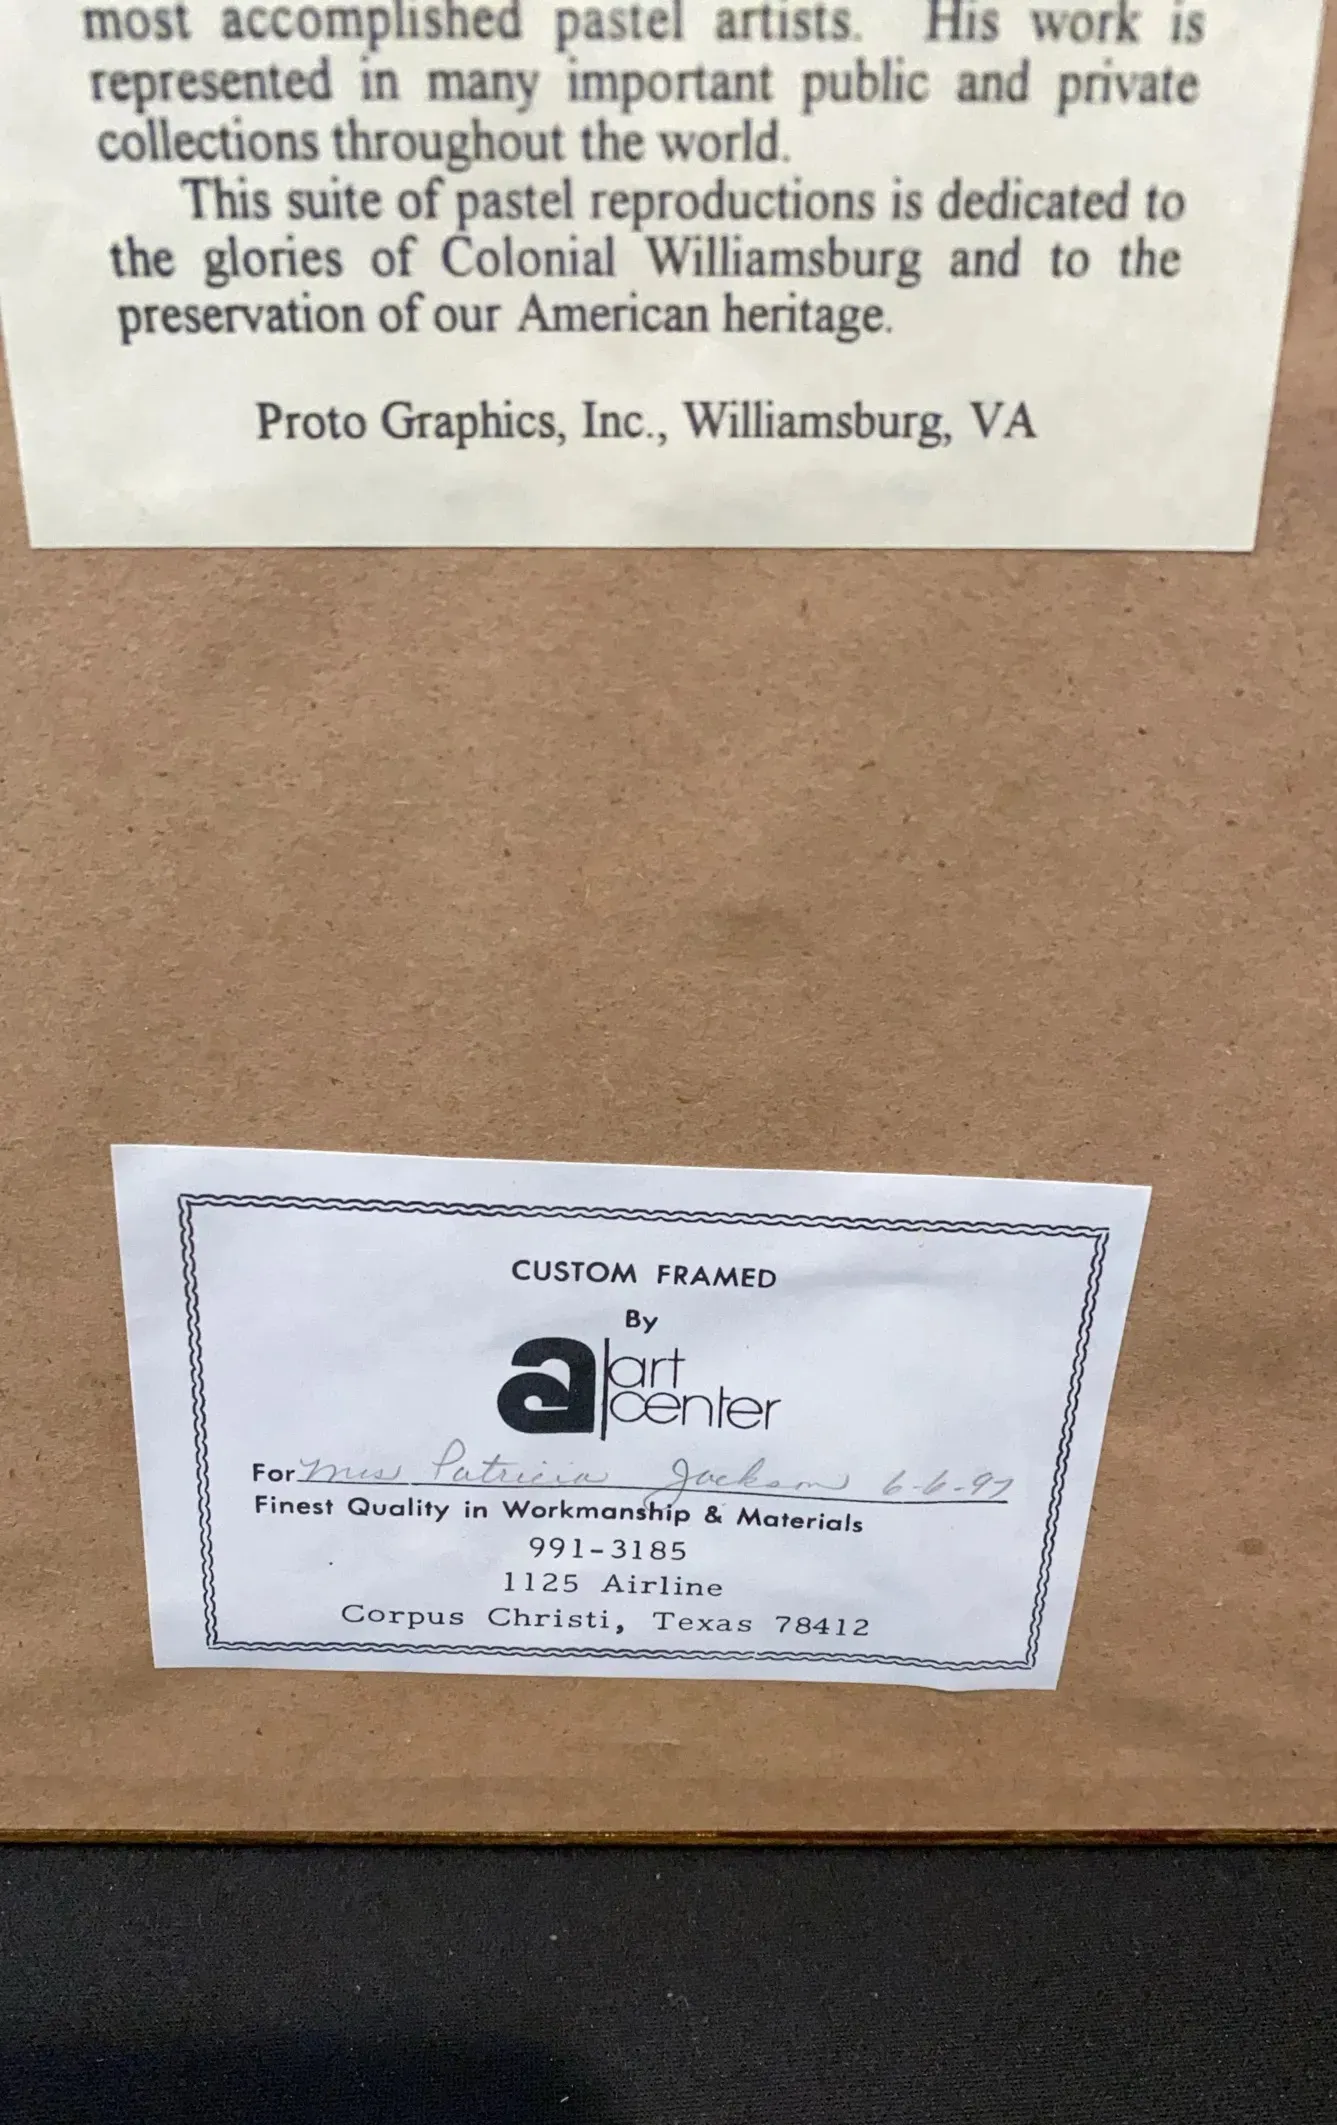 most accomplished pastel artists. His work is
represented in many important public and private
collections throughout the world.
This suite of pastel reproductions is dedicated to
the glories of Colonial Williamsburg and to the
preservation of our American heritage.
Proto Graphics, Inc., Williamsburg, VA
CUSTOM FRAMED
By
a art
center
For Mrs Patricia Jackson 6-6-97
Finest Quality in Workmanship & Materials
991-3185
1125 Airline
Corpus Christi, Texas 78412